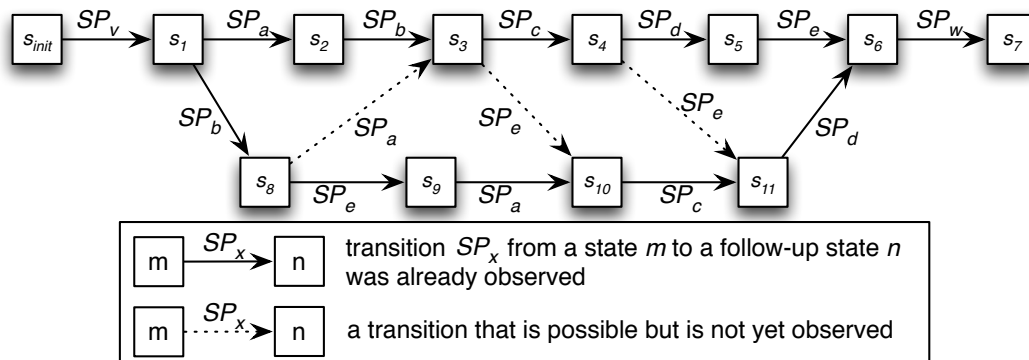 SP_v SP_a SP_b SP_c SP_d SP_e SP_w
s_init s_1 s_2 s_3 s_4 s_5 s_6 s_7
SP_b SP_a SP_e SP_e SP_d
s_8 s_9 s_10 s_11
SP_e SP_a SP_c
m SP_x n transition SP_x from a state m to a follow-up state n
was already observed
m SP_x n a transition that is possible but is not yet observed